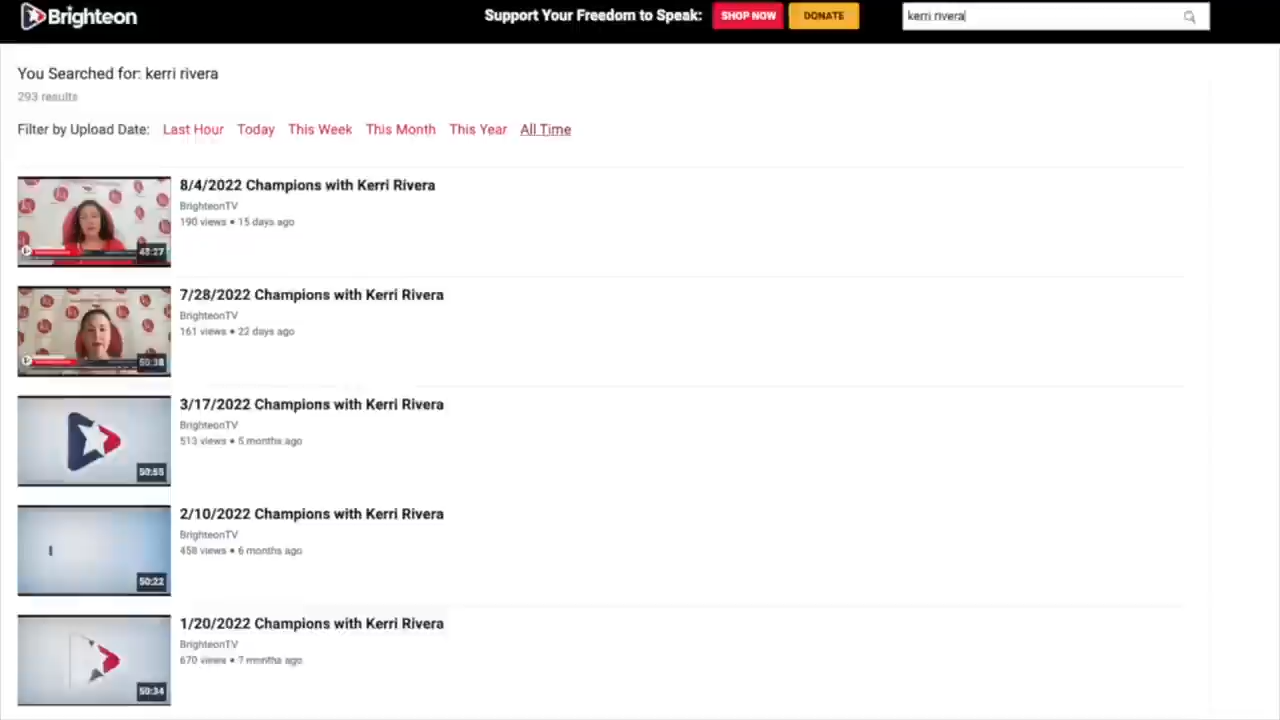 Brighteon
Support Your Freedom to Speak: SHOP NOW DONATE kerri rivera
You Searched for: kerri rivera
293 results
Filter by Upload Date: Last Hour Today This Week This Month This Year All Time
8/4/2022 Champions with Kerri Rivera
BrighteonTV
190 views • 15 days ago
48:27
7/28/2022 Champions with Kerri Rivera
BrighteonTV
161 views • 22 days ago
50:38
3/17/2022 Champions with Kerri Rivera
BrighteonTV
513 views • 5 months ago
50:55
2/10/2022 Champions with Kerri Rivera
BrighteonTV
458 views • 6 months ago
50:22
1/20/2022 Champions with Kerri Rivera
BrighteonTV
670 views • 7 months ago
50:34